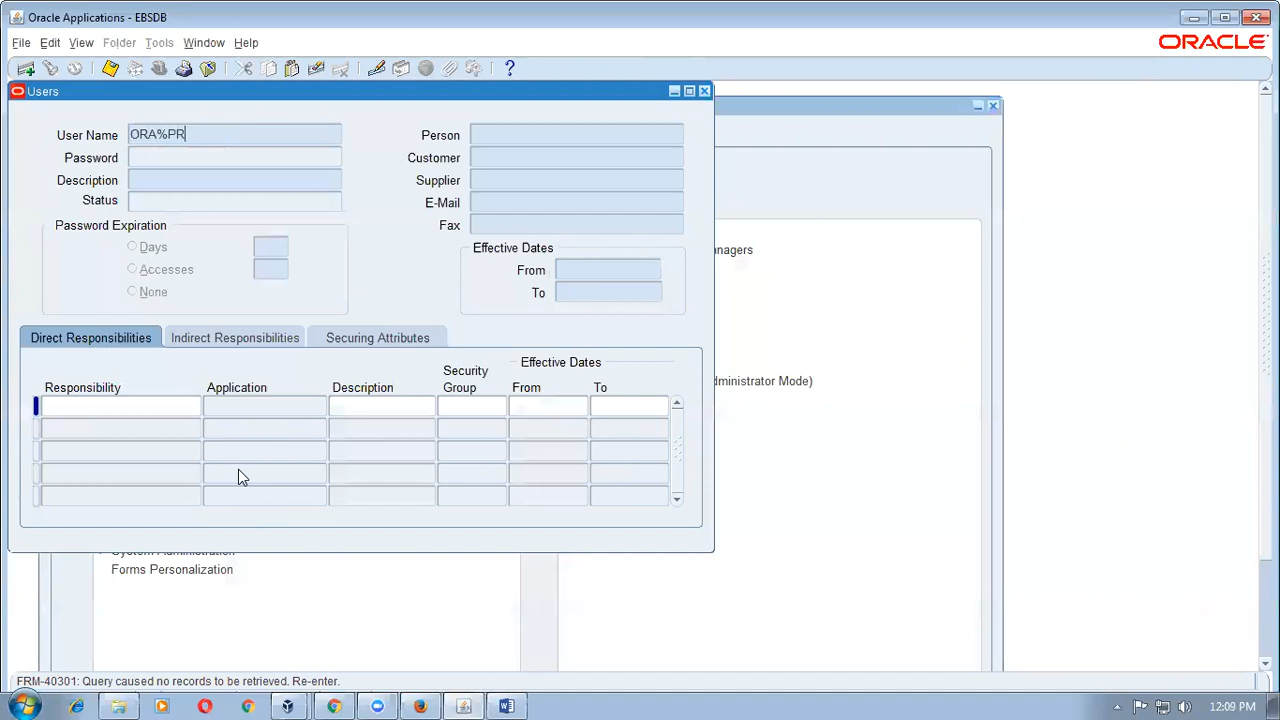 Oracle Applications - EBSDB
File Edit View Folder Tools Window Help
ORACLE
?
Users
User Name ORA%PR
Password
Description
Status
Person
Customer
Supplier
E-Mail
Fax
Password Expiration
Days
Accesses
None
Effective Dates
From
To
Direct Responsibilities Indirect Responsibilities Securing Attributes
Effective Dates
Responsibility Application Description Security Group From To
anagers
dministrator Mode)
System Administration
Forms Personalization
FRM-40301: Query caused no records to be retrieved. Re-enter.
12:09 PM